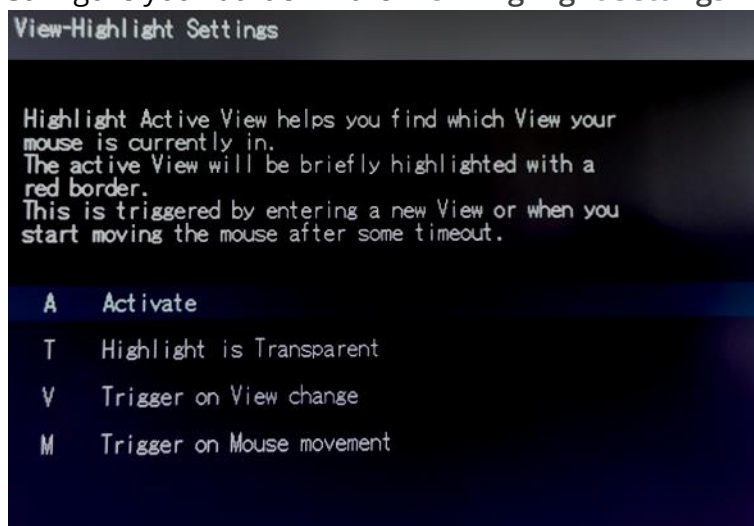 View-Highlight Settings
Highlight Active View helps you find which View your
mouse is currently in.
The active View will be briefly highlighted with a
red border.
This is triggered by entering a new View or when you
start moving the mouse after some timeout.
A Activate
T Highlight is Transparent
V Trigger on View change
M Trigger on Mouse movement